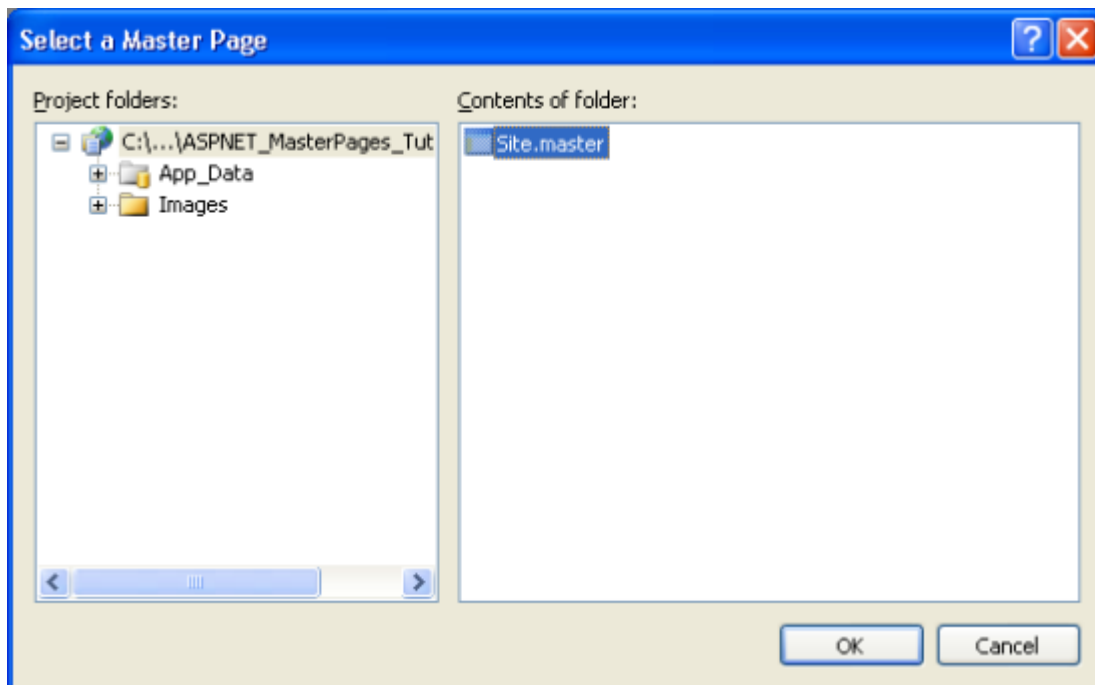 Select a Master Page
Project folders:
Contents of folder:
C:\...\ASPNET_MasterPages_Tut
App_Data
Images
Site.master
OK
Cancel